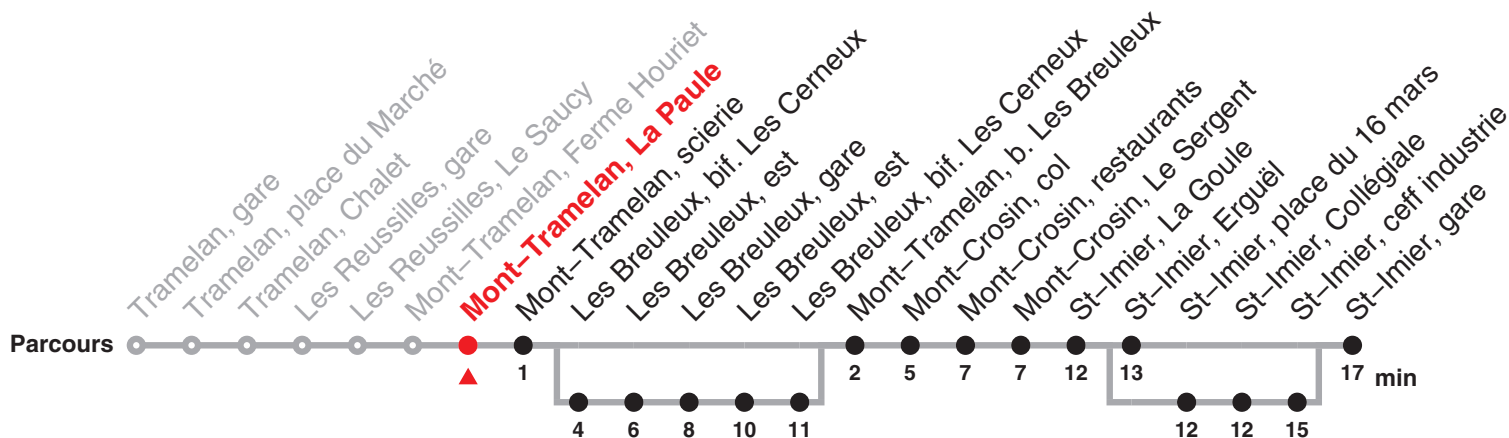 Tramelan, gare
Tramelan, place du Marché
Tramelan, Chalet
Les Reussilles, gare
Les Reussilles, Le Saucy
Mont–Tramelan, Ferme Houriet
Mont–Tramelan, La Paule
Mont–Tramelan, scierie
Les Breuleux, bif. Les Cerneux
Les Breuleux, est
Les Breuleux, gare
Les Breuleux, est
Les Breuleux, bif. Les Cerneux
Mont–Tramelan, b. Les Breuleux
Mont–Crosin, col
Mont–Crosin, restaurants
Mont–Crosin, Le Sergent
St–Imier, La Goule
St–Imier, Erguël
St–Imier, place du 16 mars
St–Imier, Collégiale
St–Imier, ceff industrie
St–Imier, gare
Parcours
1 2 5 7 7 12 13 17 min
4 6 8 10 11 12 12 15